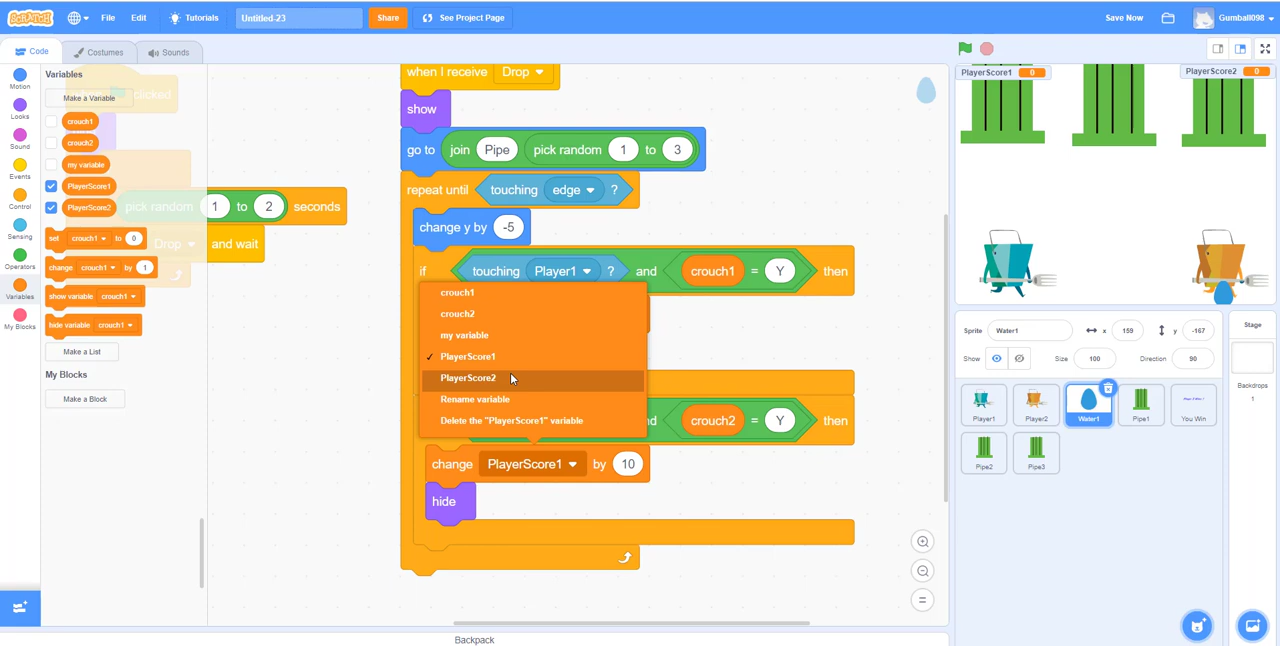 SCRATCH File Edit Tutorials Untitled-23 Share See Project Page Save Now Gumball098
Code Costumes Sounds
Motion
Looks
Sound
Events
Control
Sensing
Operators
Variables
My Blocks
Variables
Make a Variable
clicked
crouch1
crouch2
my variable
PlayerScore1
PlayerScore2
pick random 1 to 2 seconds
set crouch1 to 0
Drop and wait
change crouch1 by 1
show variable crouch1
hide variable crouch1
Make a List
My Blocks
Make a Block
when I receive Drop
show
go to join Pipe pick random 1 to 3
repeat until touching edge ?
change y by -5
if touching Player1 ? and crouch1 = Y then
crouch1
crouch2
my variable
PlayerScore1
PlayerScore2
Rename variable
Delete the "PlayerScore1" variable
crouch2 = Y then
change PlayerScore1 by 10
hide
Backpack
PlayerScore1 0
PlayerScore2 0
Sprite Water1 x 159 y -167
Show Size 100 Direction 90
Player1 Player2 Water1 Pipe1 You Win
Pipe2 Pipe3
Stage
Backdrops
1